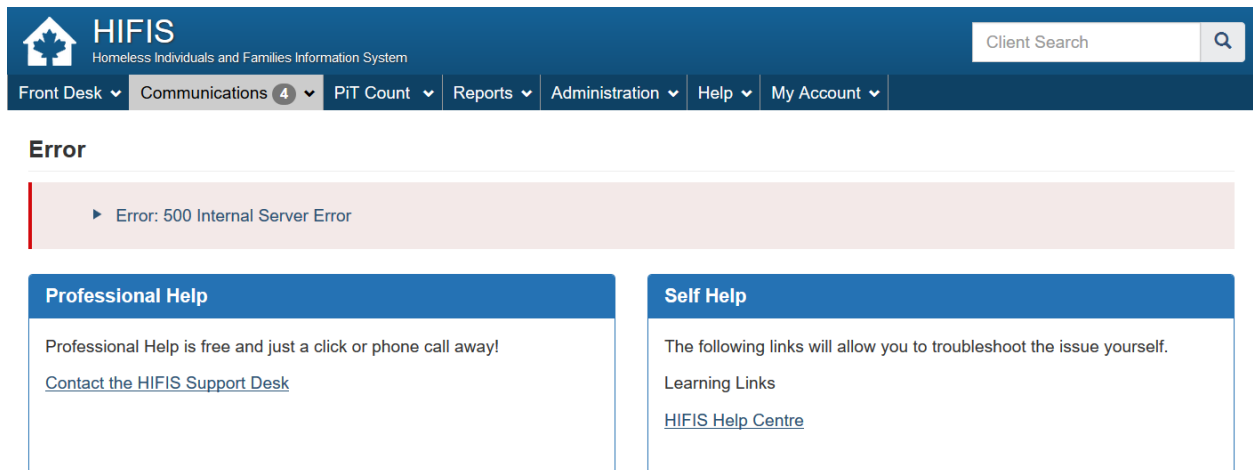 HIFIS
Homeless Individuals and Families Information System
Client Search
Front Desk Communications 4 PiT Count Reports Administration Help My Account
Error
Error: 500 Internal Server Error
Professional Help
Professional Help is free and just a click or phone call away!
Contact the HIFIS Support Desk
Self Help
The following links will allow you to troubleshoot the issue yourself.
Learning Links
HIFIS Help Centre